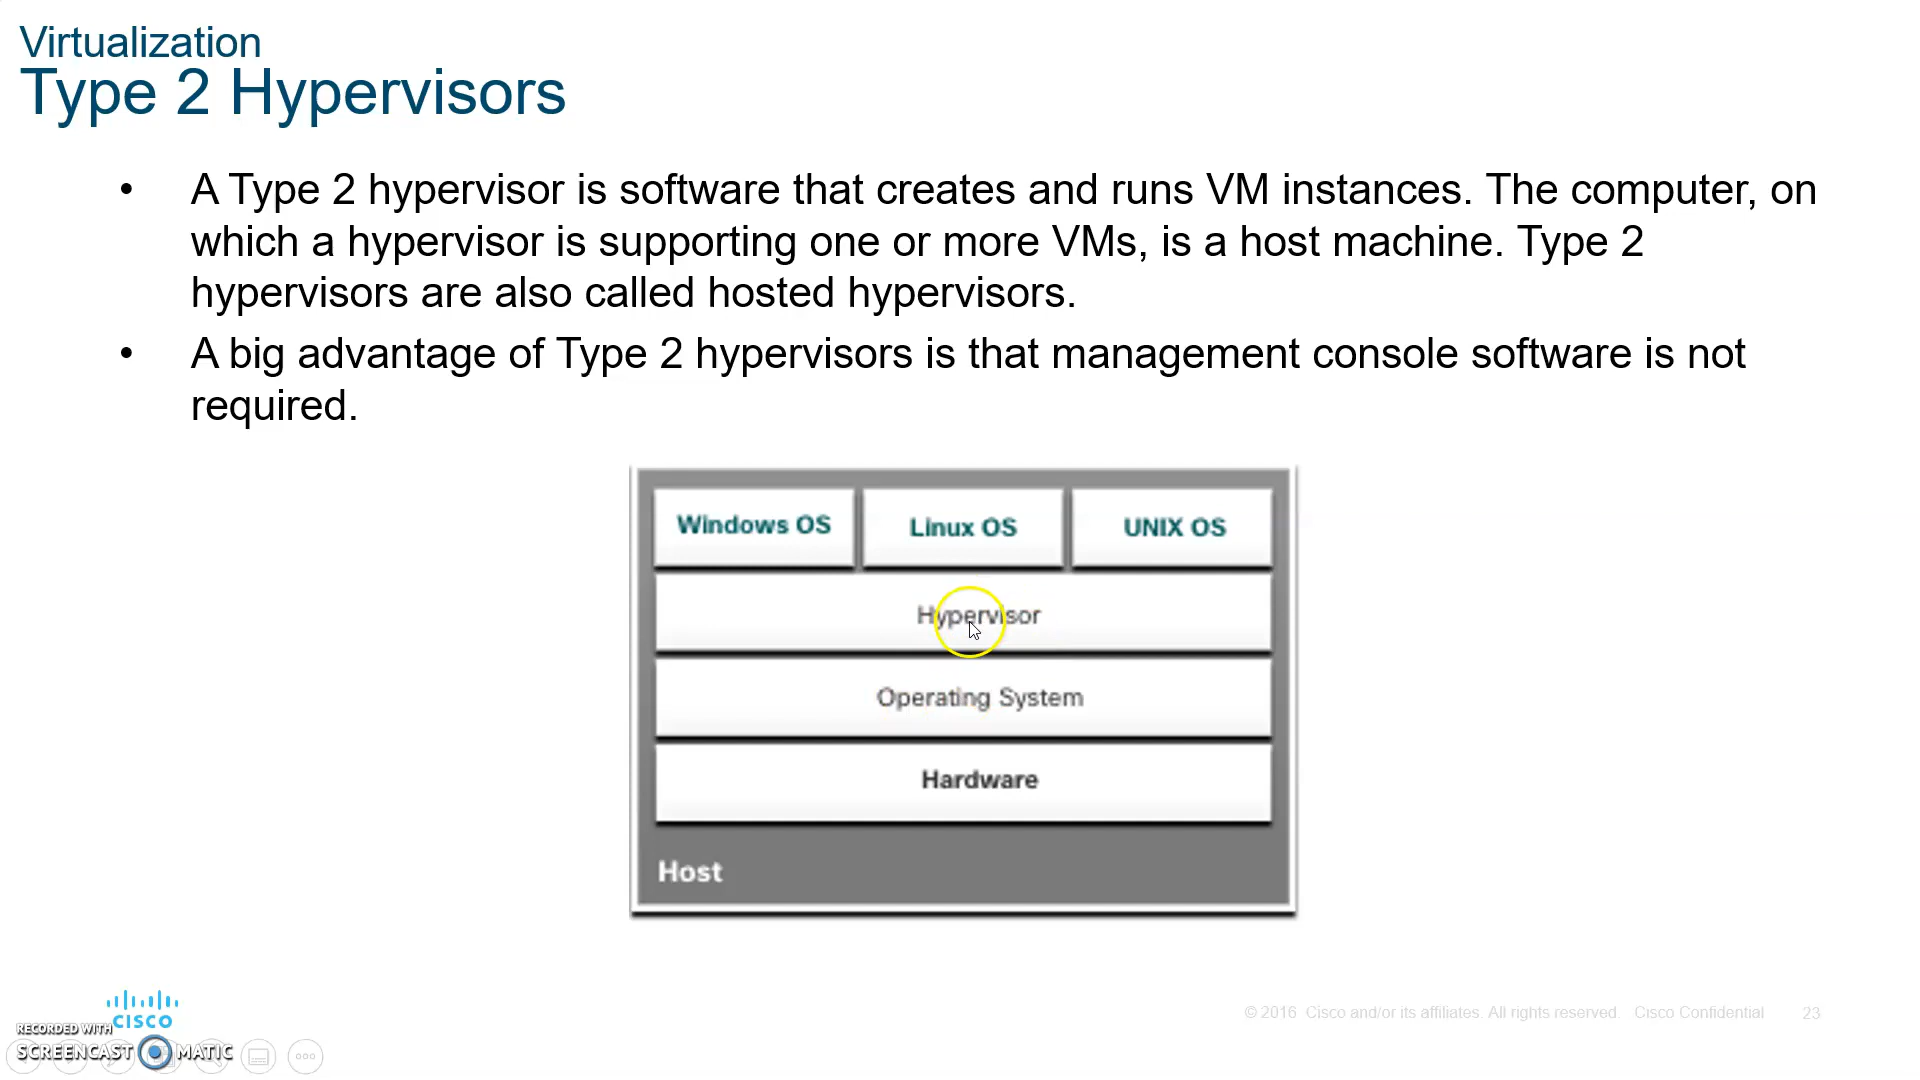 Virtualization
Type 2 Hypervisors
• A Type 2 hypervisor is software that creates and runs VM instances. The computer, on
which a hypervisor is supporting one or more VMs, is a host machine. Type 2
hypervisors are also called hosted hypervisors.
• A big advantage of Type 2 hypervisors is that management console software is not
required.
Windows OS
Linux OS
UNIX OS
Hypervisor
Operating System
Hardware
Host
CISCO
RECORDED WITH
SCREENCAST MATIC
© 2016 Cisco and/or its affiliates. All rights reserved. Cisco Confidential
23